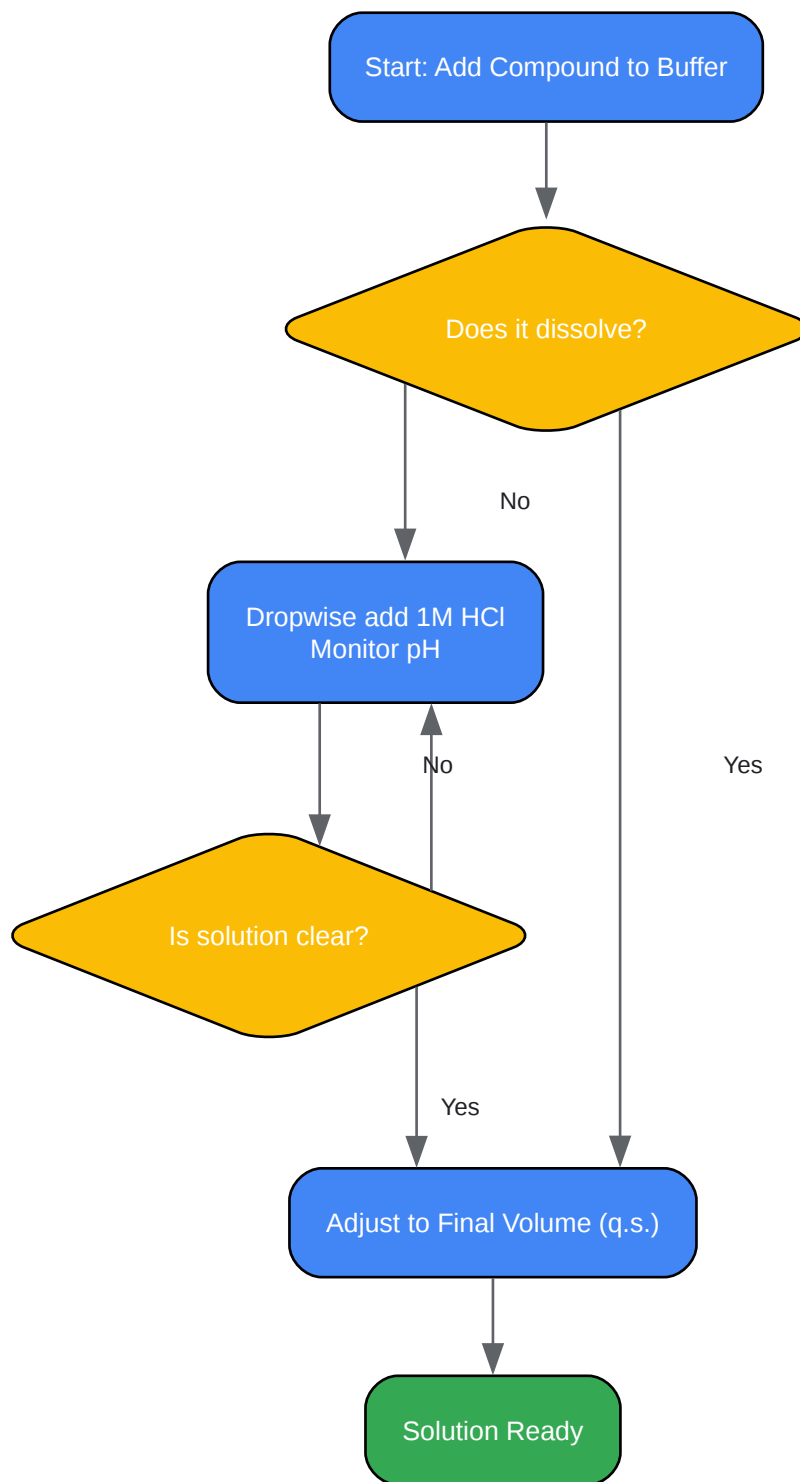 Start: Add Compound to Buffer
Does it dissolve?
No
Dropwise add 1M HCl
Monitor pH
No
Yes
Is solution clear?
Yes
Adjust to Final Volume (q.s.)
Solution Ready